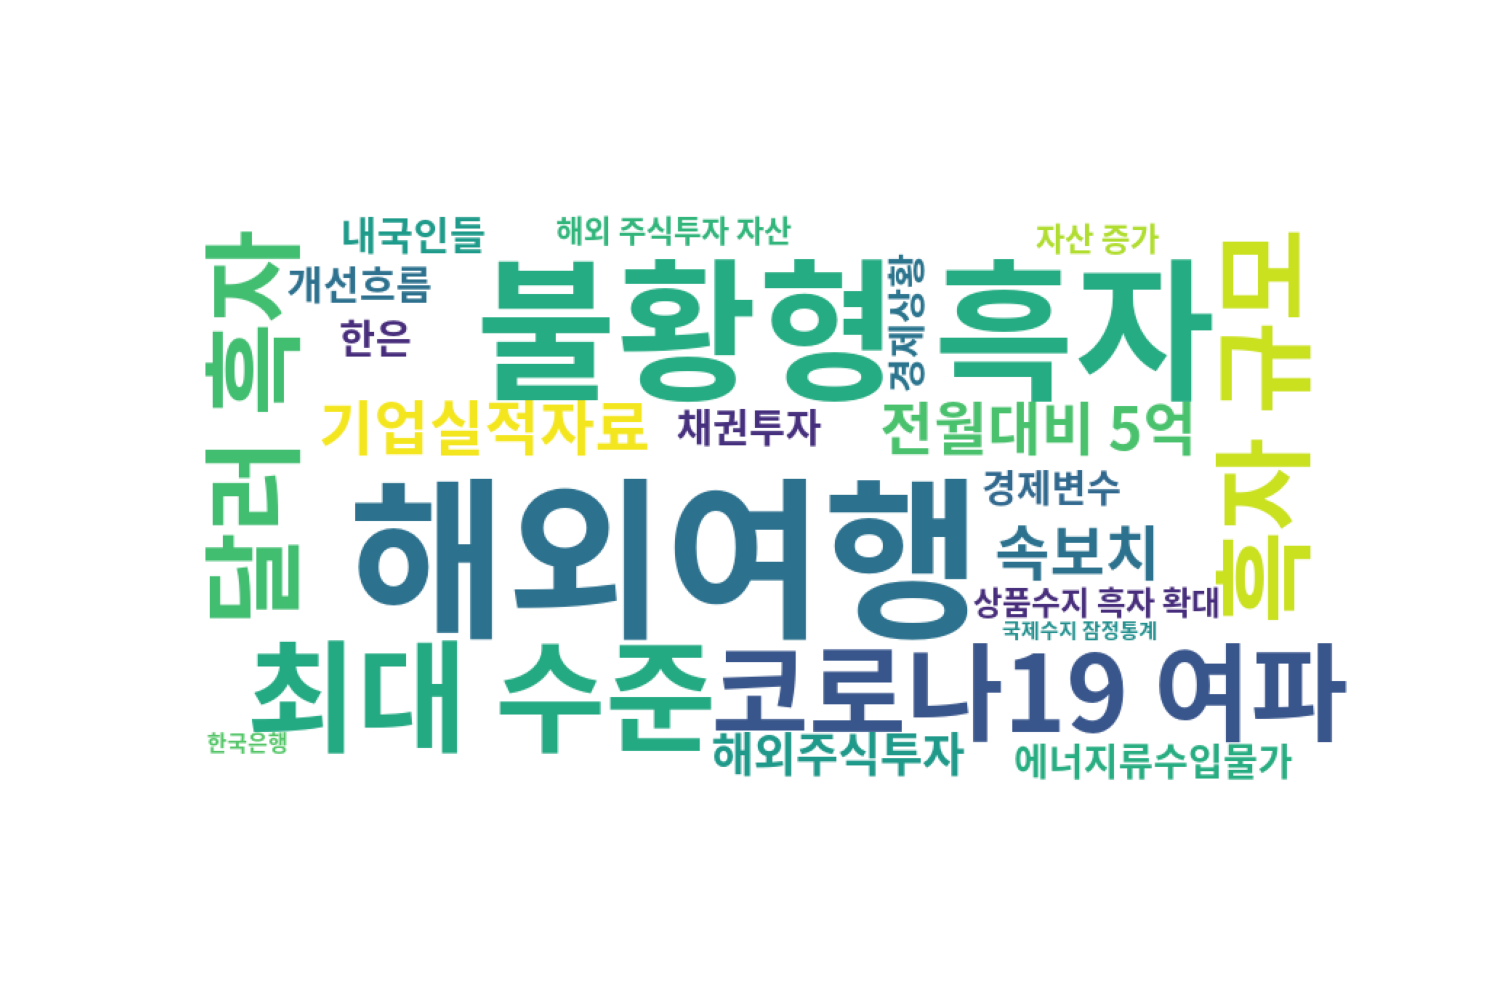 내국인들
해외 주식투자 자산
자산 증가
개선흐름
한은
불황형흑자
경제상황
달러 흑자
흑자 규모
기업실적자료
채권투자
전월대비 5억
해외여행
경제변수
속보치
상품수지 흑자 확대
국제수지 잠정통계
최대 수준
코로나19 여파
한국은행
해외주식투자
에너지류수입물가